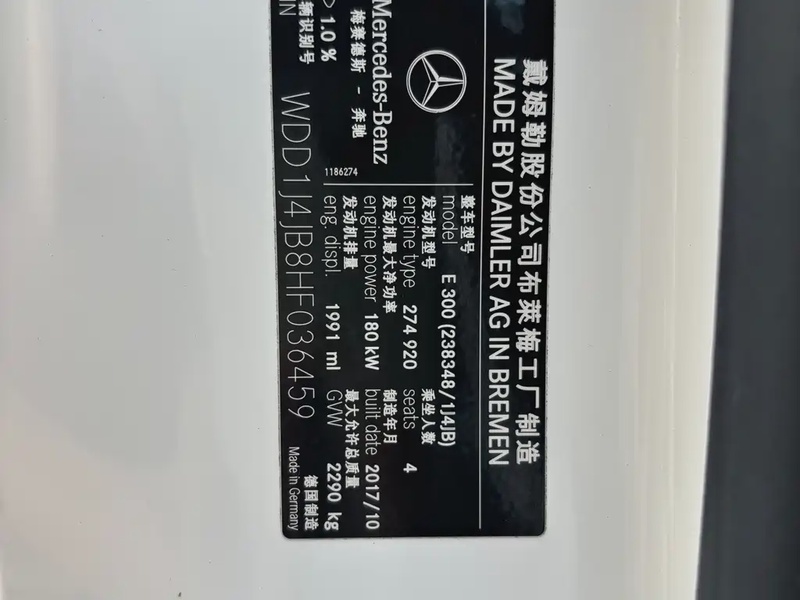 戴姆勒股份公司布莱梅工厂制造
MADE BY DAIMLER AG IN BREMEN
Mercedes-Benz
梅赛德斯 - 奔驰
1.0 %
辆识别号
IN WDD1J4JB8HF036459
1186274
整车型号
model E 300 (238348/1J4JB)
发动机型号 乘坐人数
engine type 274 920 seats 4
发动机最大净功率 制造年月
engine power 180 kW built date 2017/10
发动机排量 最大允许总质量
eng. displ. 1991 ml GVW 2290 kg
德国制造
Made in Germany